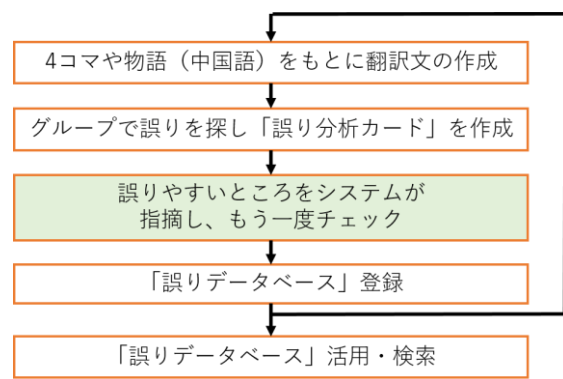 4コマや物語（中国語）をもとに翻訳文の作成
グループで誤りを探し「誤り分析カード」を作成
誤りやすいところをシステムが
指摘し、もう一度チェック
「誤りデータベース」登録
「誤りデータベース」活用・検索